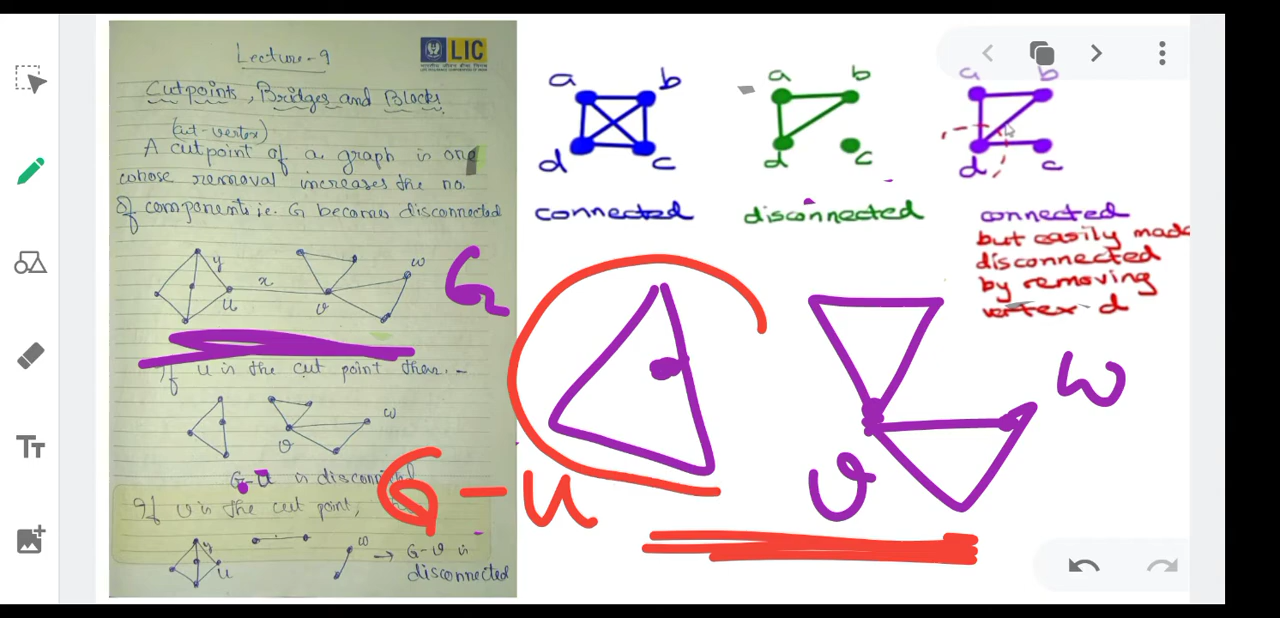 Lecture-9
LIC
Cutpoints, Bridges and Blocks
(cut-vertex)
A cutpoint of a graph is one
whose removal increases the no.
of components i.e. G becomes disconnected
y
x
w
u
v
G
If u is the cut point then. -
w
v
G-u is disconn
If v is the cut point,
y
u
w
→ G-v is
disconnected
a b
d c
connected
a b
d c
disconnected
a b
d c
connected
but easily made
disconnected
by removing
vertex d
w
v
G - u
Tт